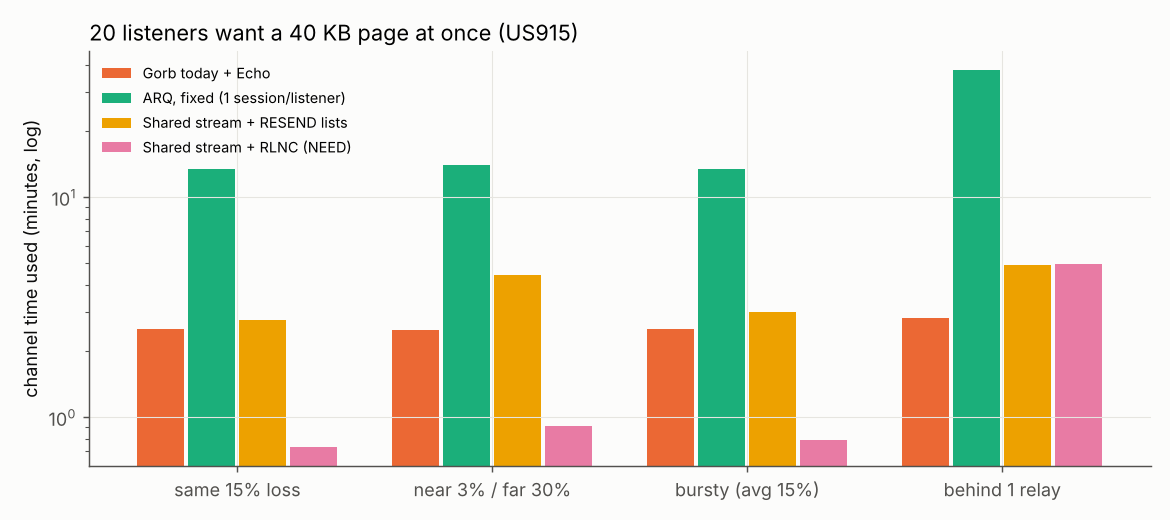 20 listeners want a 40 KB page at once (US915)
Gorb today + Echo
ARQ, fixed (1 session/listener)
Shared stream + RESEND lists
Shared stream + RLNC (NEED)
channel time used (minutes, log)
10¹
10⁰
same 15% loss
near 3% / far 30%
bursty (avg 15%)
behind 1 relay